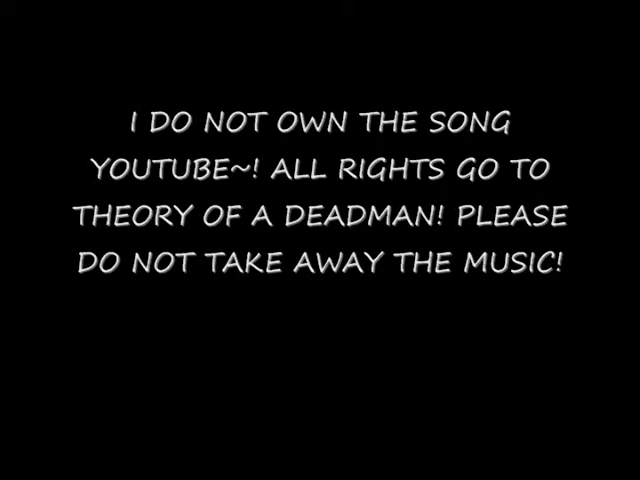 I DO NOT OWN THE SONG
YOUTUBE~! ALL RIGHTS GO TO
THEORY OF A DEADMAN! PLEASE
DO NOT TAKE AWAY THE MUSIC!